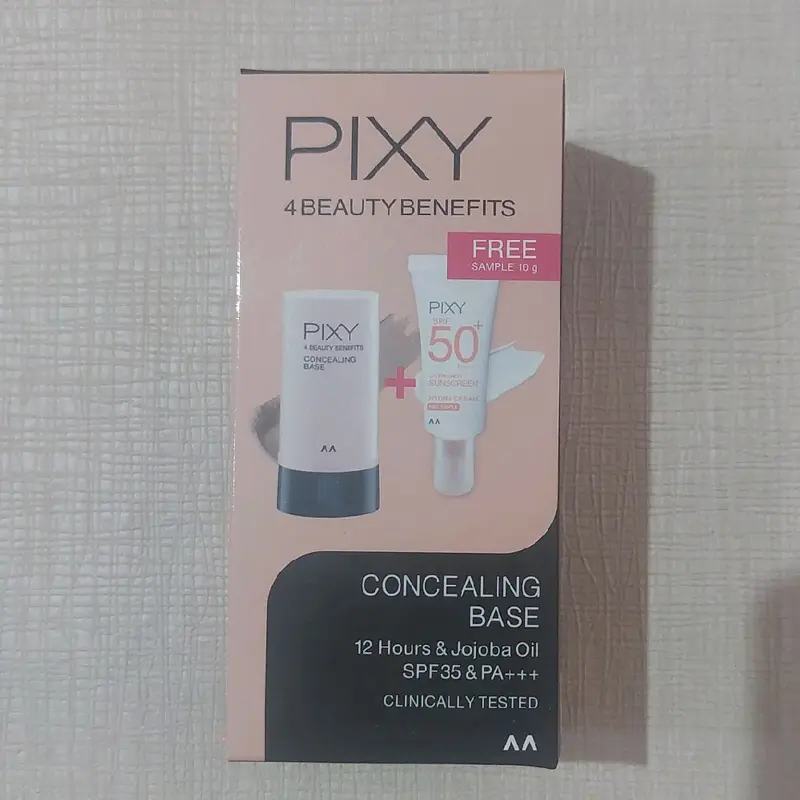 PIXY
4 BEAUTY BENEFITS
FREE
SAMPLE 10 g
PIXY
4 BEAUTY BENEFITS
CONCEALING
BASE
PIXY
SPF
50+
SUNSCREEN
CONCEALING
BASE
12 Hours & Jojoba Oil
SPF35 & PA+++
CLINICALLY TESTED